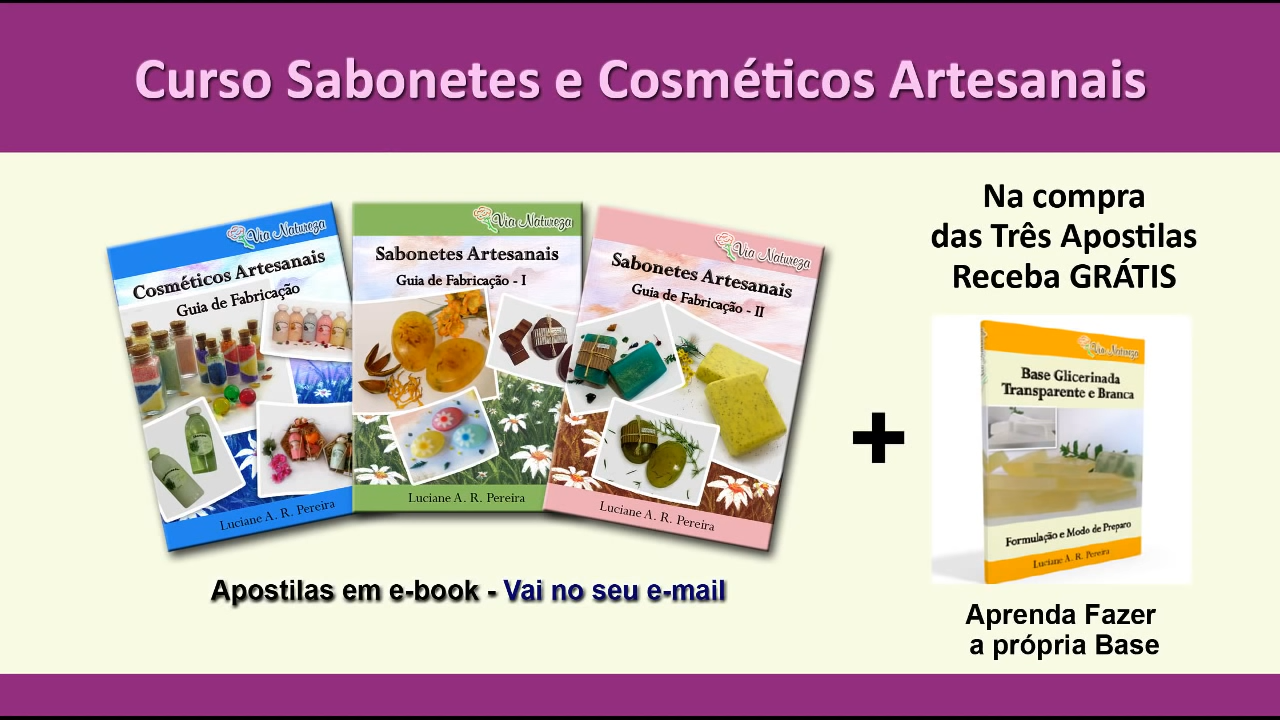 Curso Sabonetes e Cosméticos Artesanais
Via Natureza
Cosméticos Artesanais
Guia de Fabricação
Luciane A. R. Pereira
Via Natureza
Sabonetes Artesanais
Guia de Fabricação - I
Luciane A. R. Pereira
Via Natureza
Sabonetes Artesanais
Guia de Fabricação - II
Luciane A. R. Pereira
Apostilas em e-book - Vai no seu e-mail
+
Na compra
das Três Apostilas
Receba GRÁTIS
Via Natureza
Base Glicerinada
Transparente e Branca
Formulação e Modo de Preparo
Luciane A. R. Pereira
Aprenda Fazer
a própria Base